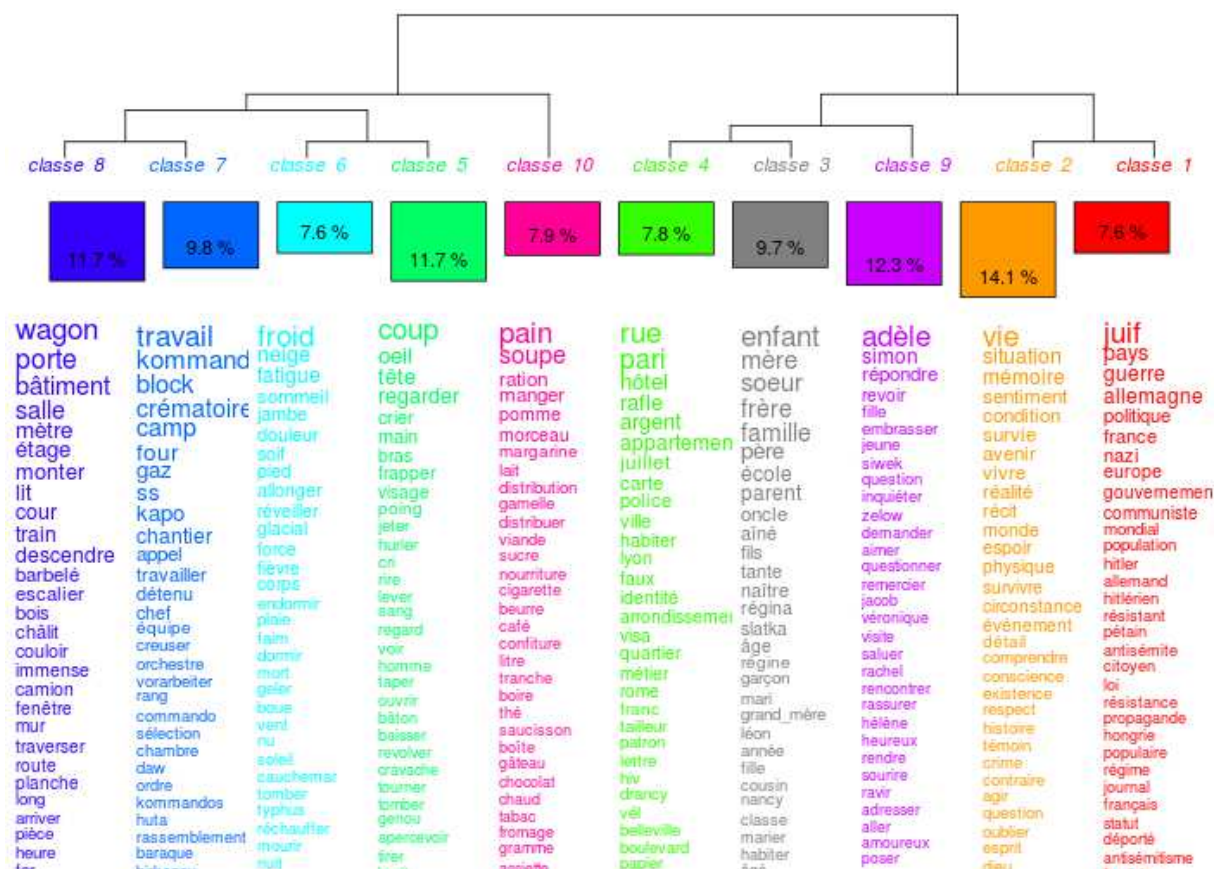 classe 8 classe 7 classe 6 classe 5 classe 10 classe 4 classe 3 classe 9 classe 2 classe 1
11.7 % 9.8 % 7.6 % 11.7 % 7.9 % 7.8 % 9.7 % 12.3 % 14.1 % 7.6 %
wagon
porte
bâtiment
salle
mètre
étage
monter
lit
cour
train
descendre
barbelé
escalier
bois
châlit
couloir
immense
camion
fenêtre
mur
traverser
route
planche
long
arriver
pièce
heure
travail
kommand
block
crématoire
camp
four
gaz
ss
kapo
chantier
appel
travailler
détenu
chef
équipe
creuser
orchestre
vorarbeiter
rang
commando
sélection
chambre
daw
ordre
kommandos
huta
rassemblement
baraque
froid
neige
fatigue
sommeil
jambe
douleur
soif
pied
allonger
réveiller
glacial
force
fièvre
corps
endormir
plaie
faim
dormir
mort
geler
boue
vent
nu
soleil
cauchemar
tomber
typhus
réchauffer
mourir
nuit
coup
oeil
tête
regarder
crier
main
bras
frapper
visage
poing
jeter
hurler
cri
rire
lever
sang
regard
voir
homme
taper
ouvrir
bâton
baisser
revolver
cravache
tourner
tomber
genou
apercevoir
tirer
pain
soupe
ration
manger
pomme
morceau
margarine
lait
distribution
gamelle
distribuer
viande
sucre
nourriture
cigarette
beurre
café
confiture
litre
tranche
boire
thé
saucisson
boîte
gâteau
chocolat
chaud
tabac
fromage
gramme
rue
pari
hôtel
rafle
argent
appartemen
juillet
carte
police
ville
habiter
lyon
faux
identité
arrondissemer
visa
quartier
métier
rome
franc
tailleur
patron
lettre
hiv
drancy
vél
belleville
boulevard
papier
enfant
mère
soeur
frère
famille
père
école
parent
oncle
aîné
fils
tante
naître
régina
slatka
âge
régine
garçon
mari
grand_mère
léon
année
fille
cousin
nancy
classe
marier
habiter
adèle
simon
répondre
revoir
fille
embrasser
jeune
siwek
question
inquiéter
zelow
demander
aimer
questionner
remercier
jacob
véronique
visite
saluer
rachel
rencontrer
rassurer
hélène
heureux
rendre
sourire
ravir
adresser
aller
amoureux
poser
vie
situation
mémoire
sentiment
condition
survie
avenir
vivre
réalité
récit
monde
espoir
physique
survivre
circonstance
événement
détail
comprendre
conscience
existence
respect
histoire
témoin
crime
contraire
agir
question
oublier
esprit
dieu
juif
pays
guerre
allemagne
politique
france
nazi
europe
gouvernemen
communiste
mondial
population
hitler
allemand
hitlérien
résistant
pétain
antisémite
citoyen
loi
résistance
propagande
hongrie
populaire
régime
journal
français
statut
déporté
antisémitisme